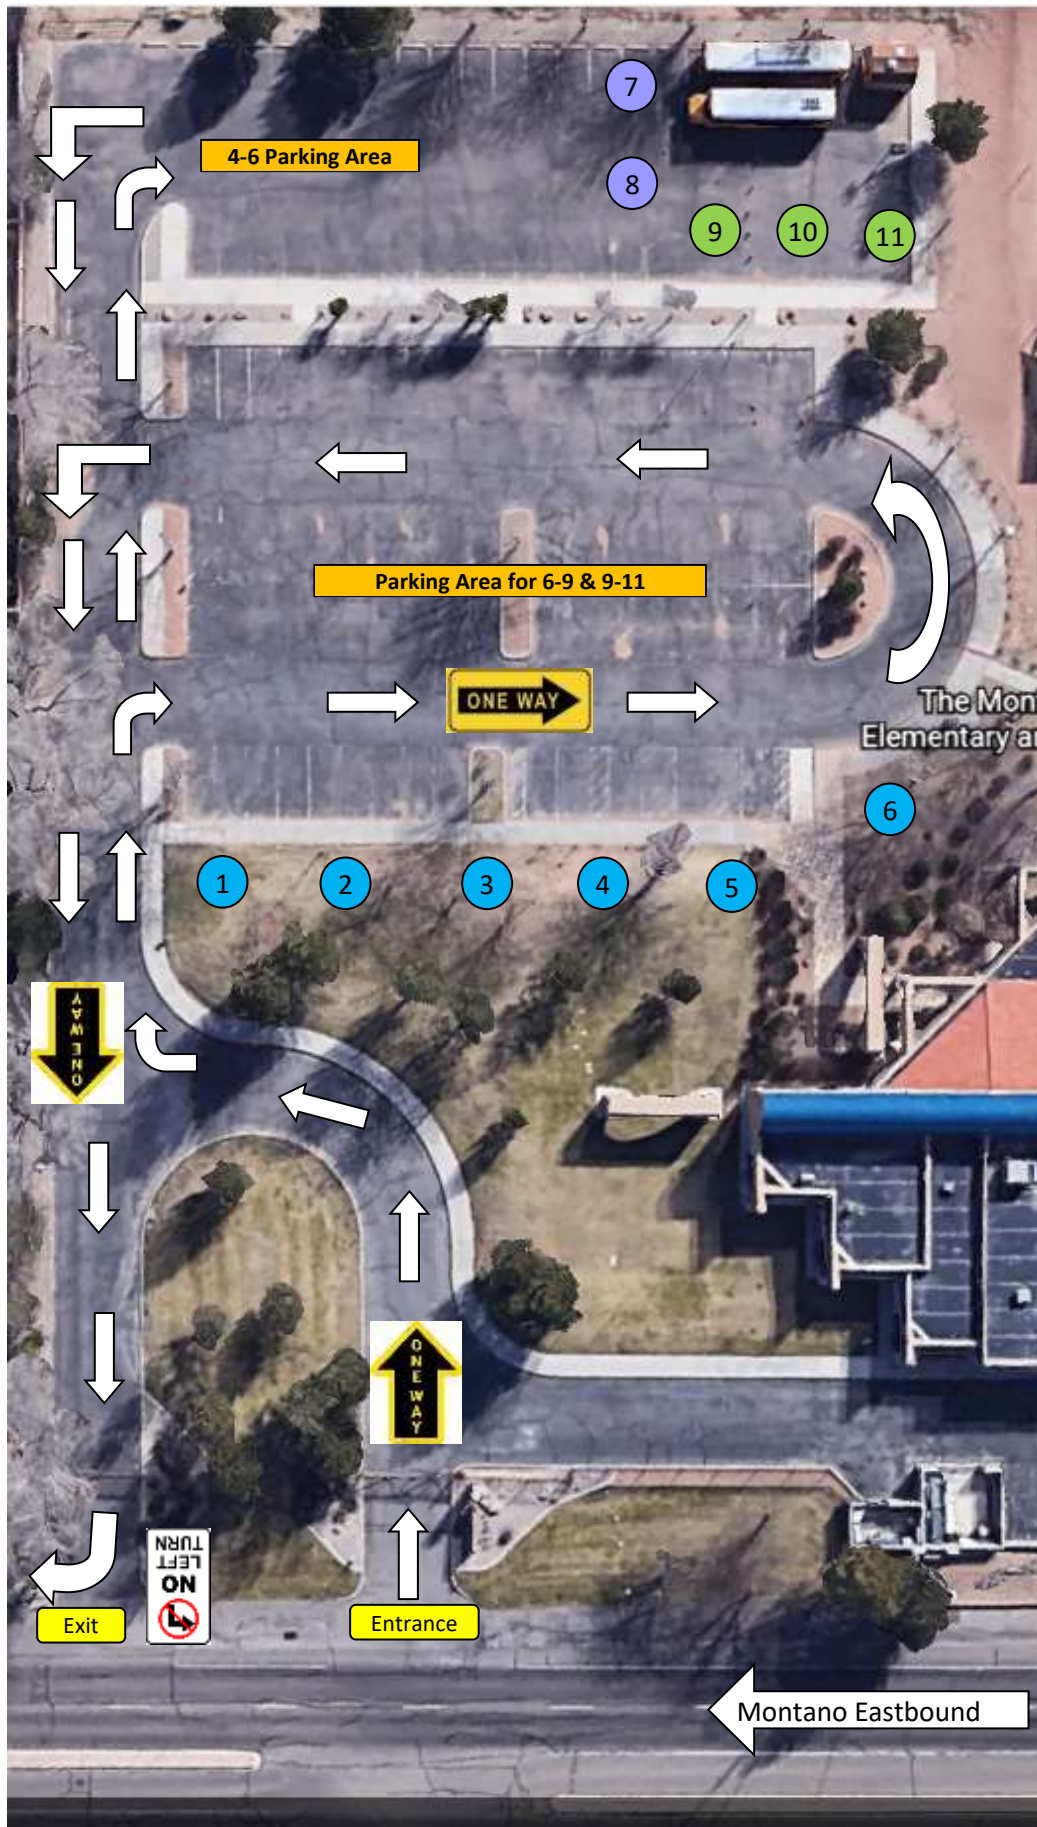 7
4-6 Parking Area
8
9
10
11
Parking Area for 6-9 & 9-11
ONE WAY
The Mon
Elementary a
6
1
2
3
4
5
ONE WAY
ONE WAY
NO
LEFT
TURN
Exit
Entrance
Montano Eastbound